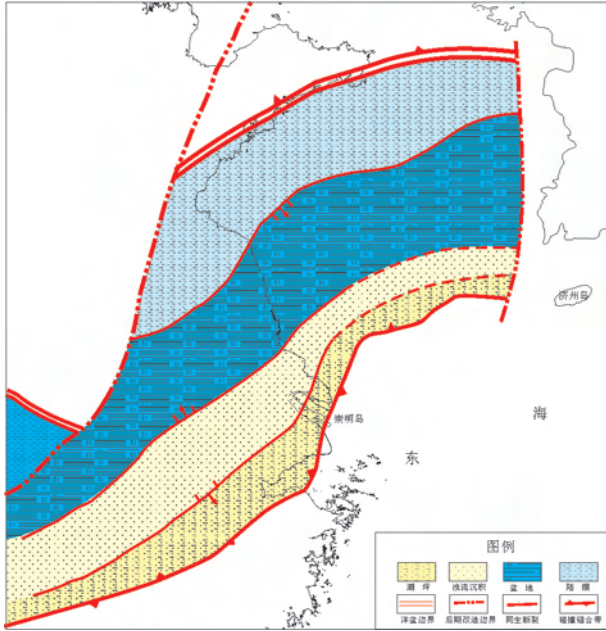 济州岛
海
崇明岛
东
图例
潮坪
浊流沉积
盆地
陆棚
洋盆边界
后期改造边界
同生断裂
碰撞缝合带